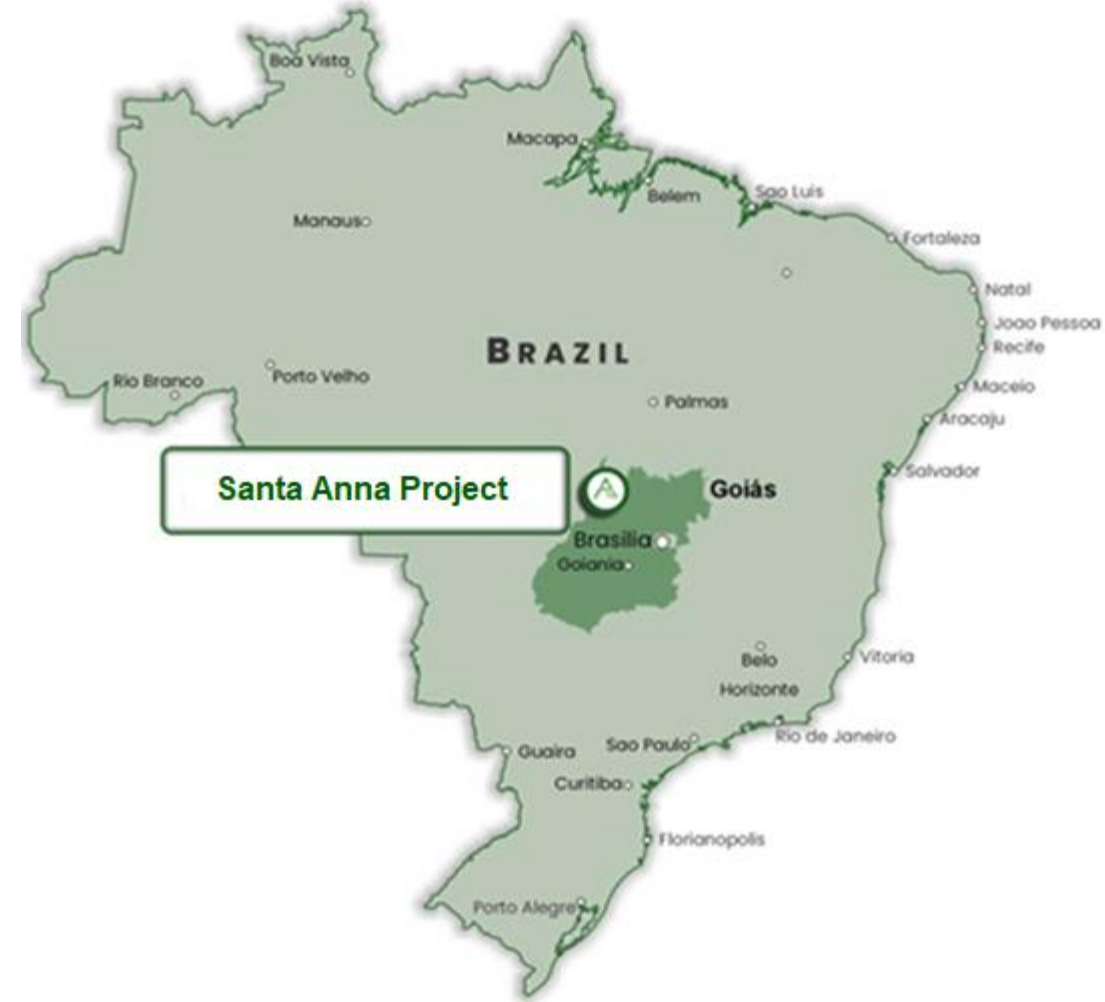 Boa Vista
Macapa
Belem
Sao Luis
Manaus
Fortaleza
Natal
Joao Pessoa
Recife
BRAZIL
Porto Velho
Rio Branco
Maceio
Palmas
Aracaju
Salvador
Santa Anna Project
Goiás
Brasilia
Goiania
Belo
Horizonte
Vitoria
Rio de Janeiro
Sao Paulo
Guaira
Curitiba
Florianopolis
Porto Alegre